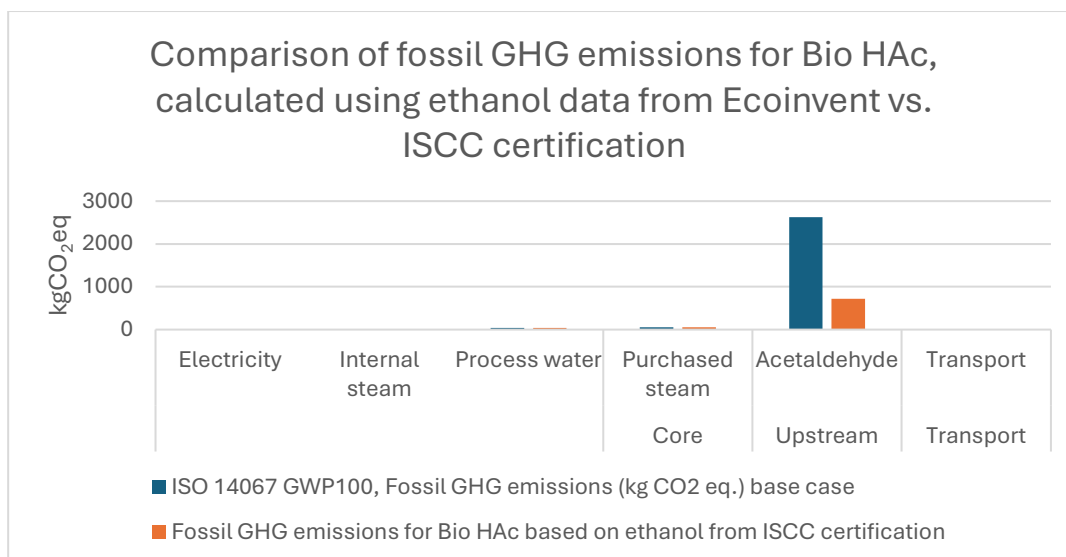 Comparison of fossil GHG emissions for Bio HAc,
calculated using ethanol data from Ecoinvent vs.
ISCC certification
kgCO₂eq
3000
2000
1000
0
Electricity
Internal
steam
Process water
Purchased
steam
Acetaldehyde
Transport
Core
Upstream
Transport
ISO 14067 GWP100, Fossil GHG emissions (kg CO2 eq.) base case
Fossil GHG emissions for Bio HAc based on ethanol from ISCC certification